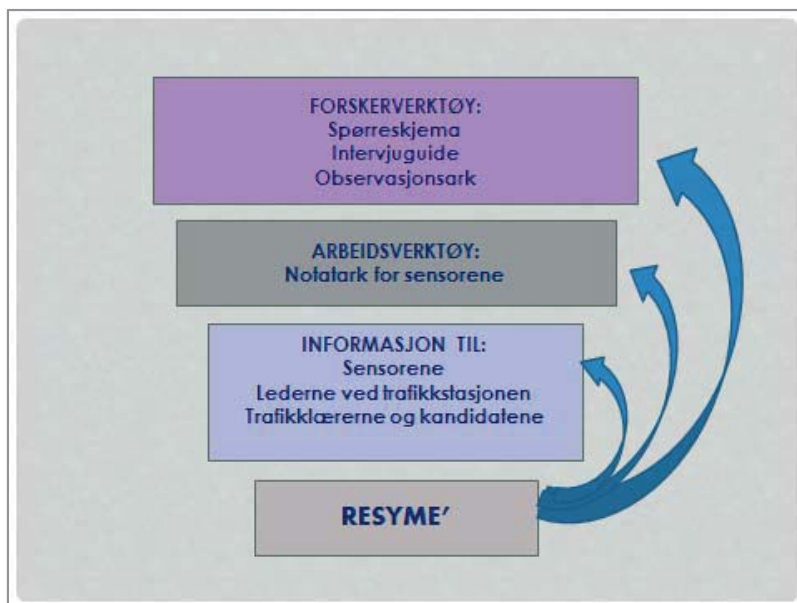 FORSKERVERKTØY:
Spørreskjema
Intervjuguide
Observasjonsark
ARBEIDSVERKTØY:
Notatark for sensorene
INFORMASJON TIL:
Sensorene
Lederne ved trafikkstasjonen
Trafikklærerne og kandidatene
RESYME’